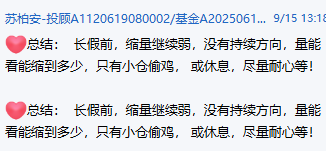 苏柏安-投顾A1120619080002/基金A2025061... 9/15 13:18
总结： 长假前，缩量继续弱，没有持续方向，量能
看能缩到多少，只有小仓偷鸡， 或休息，尽量耐心等！
总结： 长假前，缩量继续弱，没有持续方向，量能
看能缩到多少，只有小仓偷鸡， 或休息，尽量耐心等！